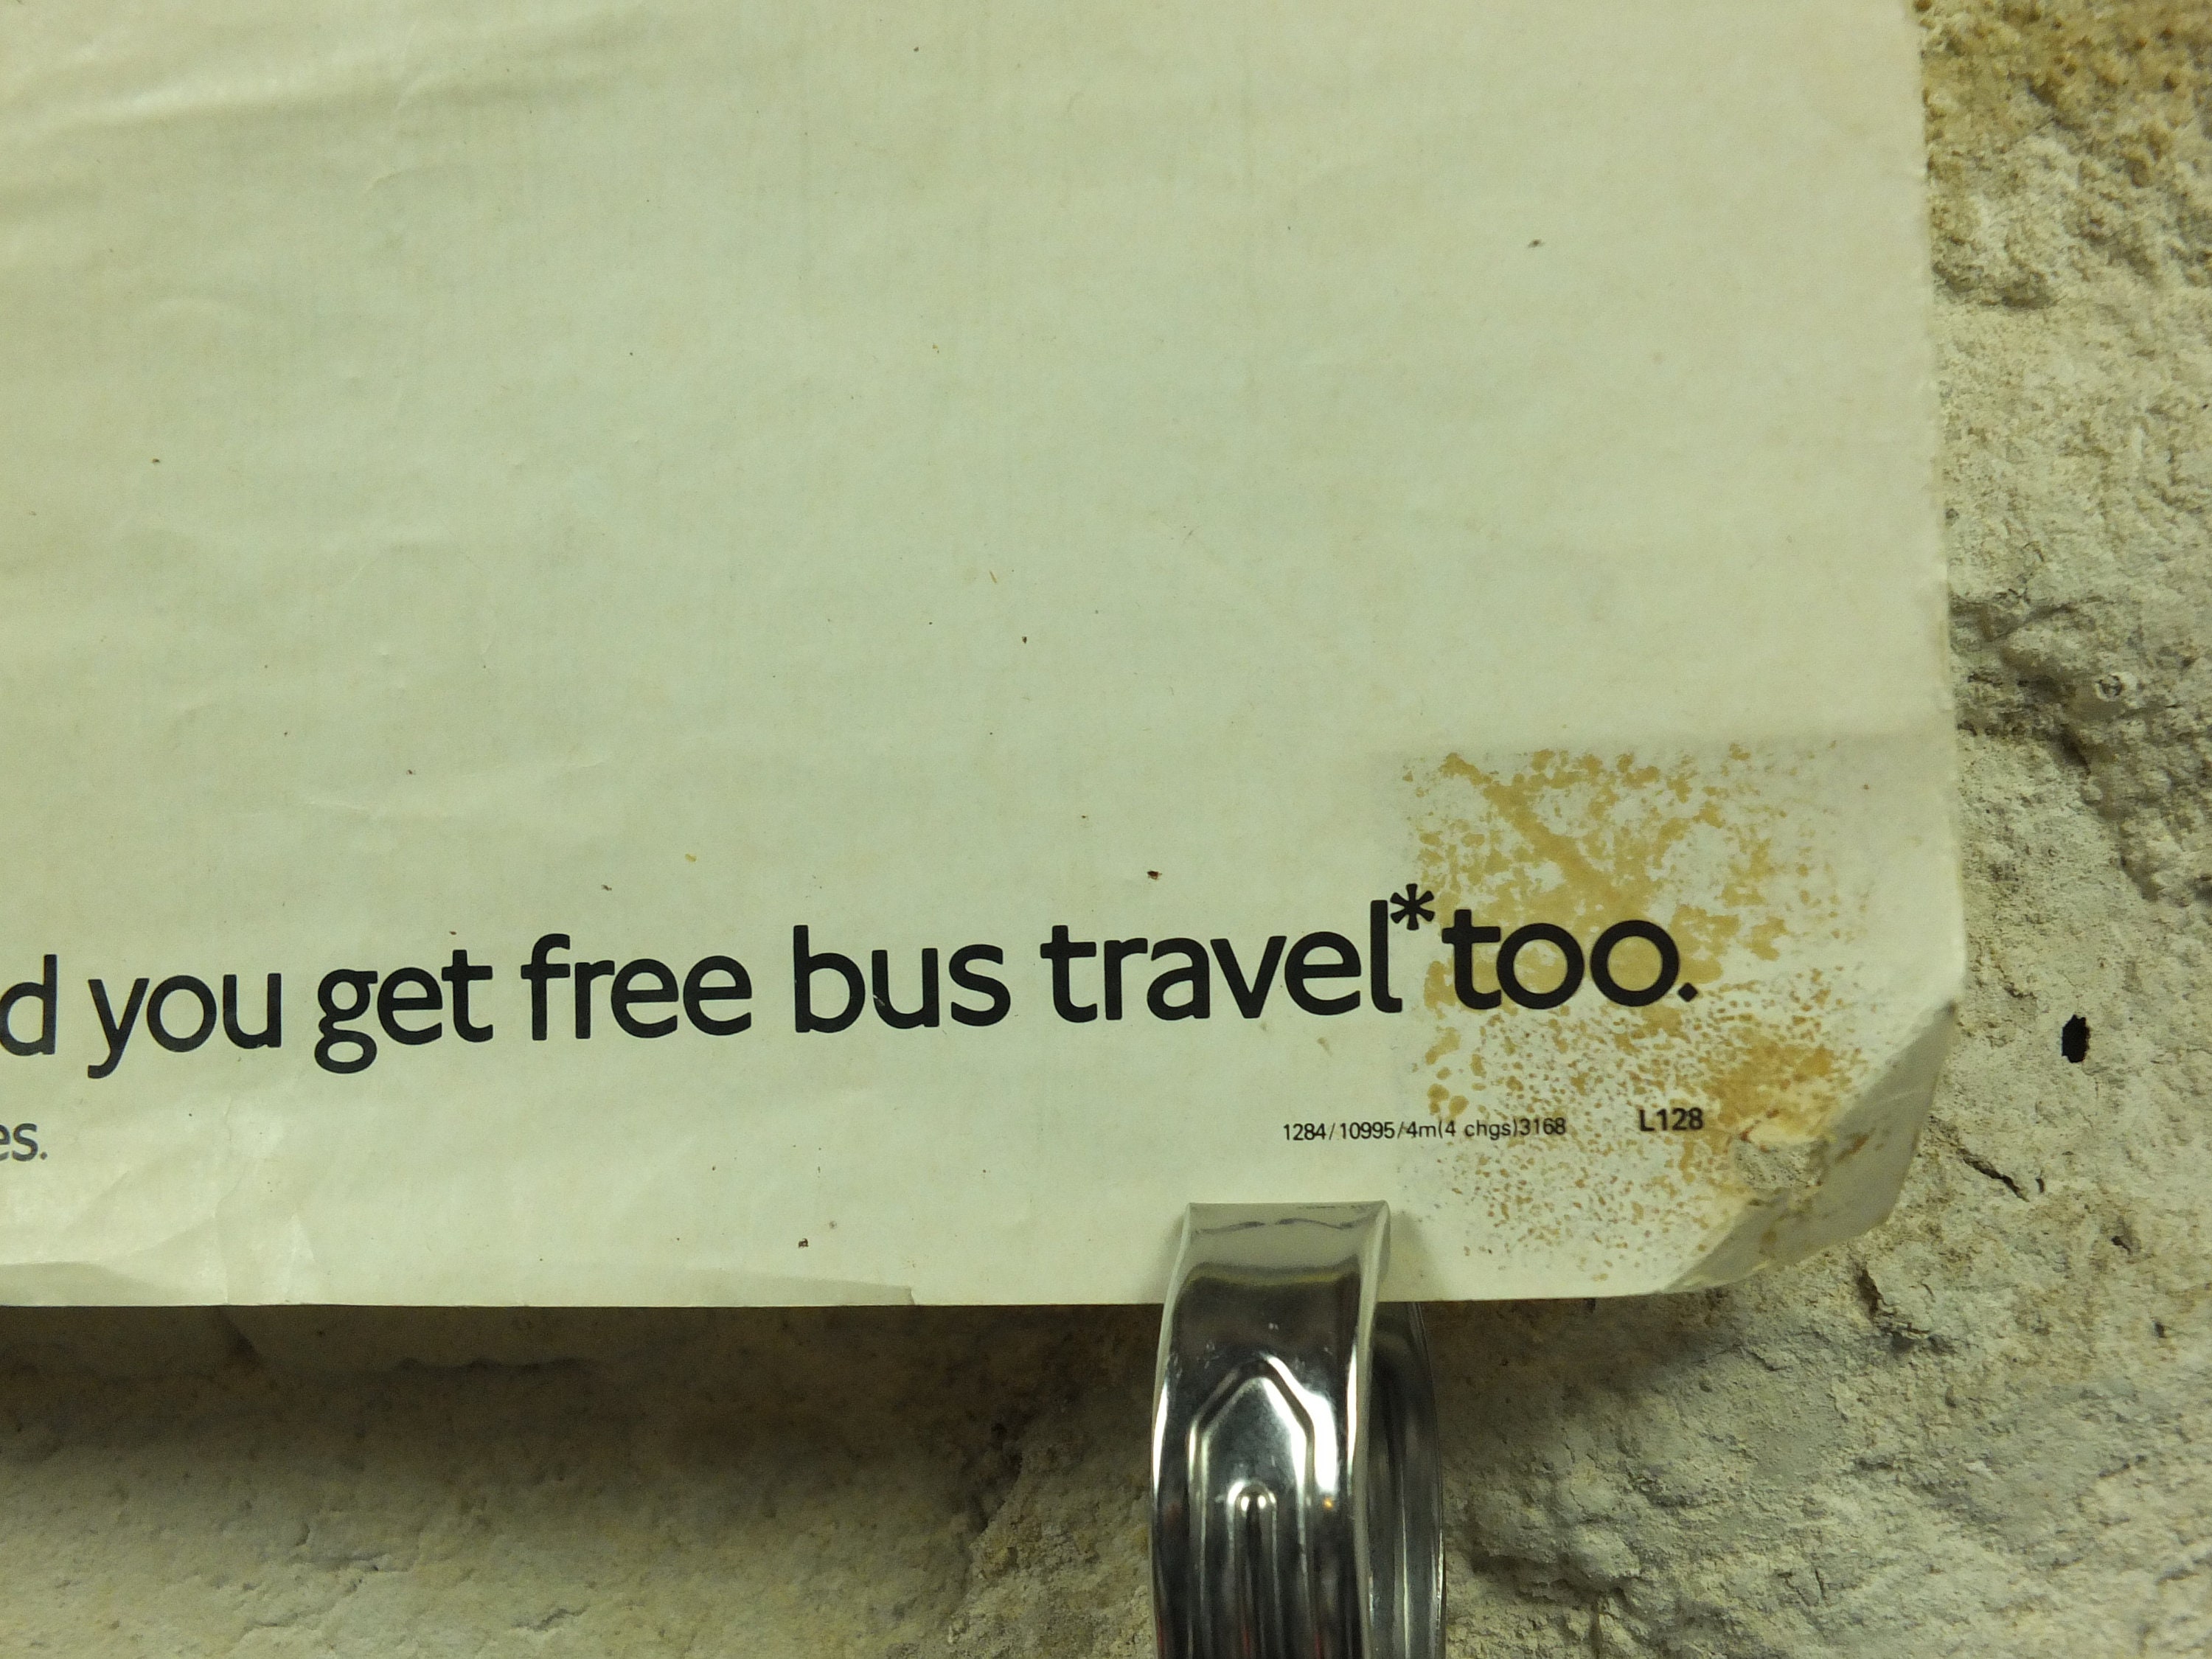 d you get free bus travel* too.
es.
1284/10995/4m(4 chgs)3168 L128